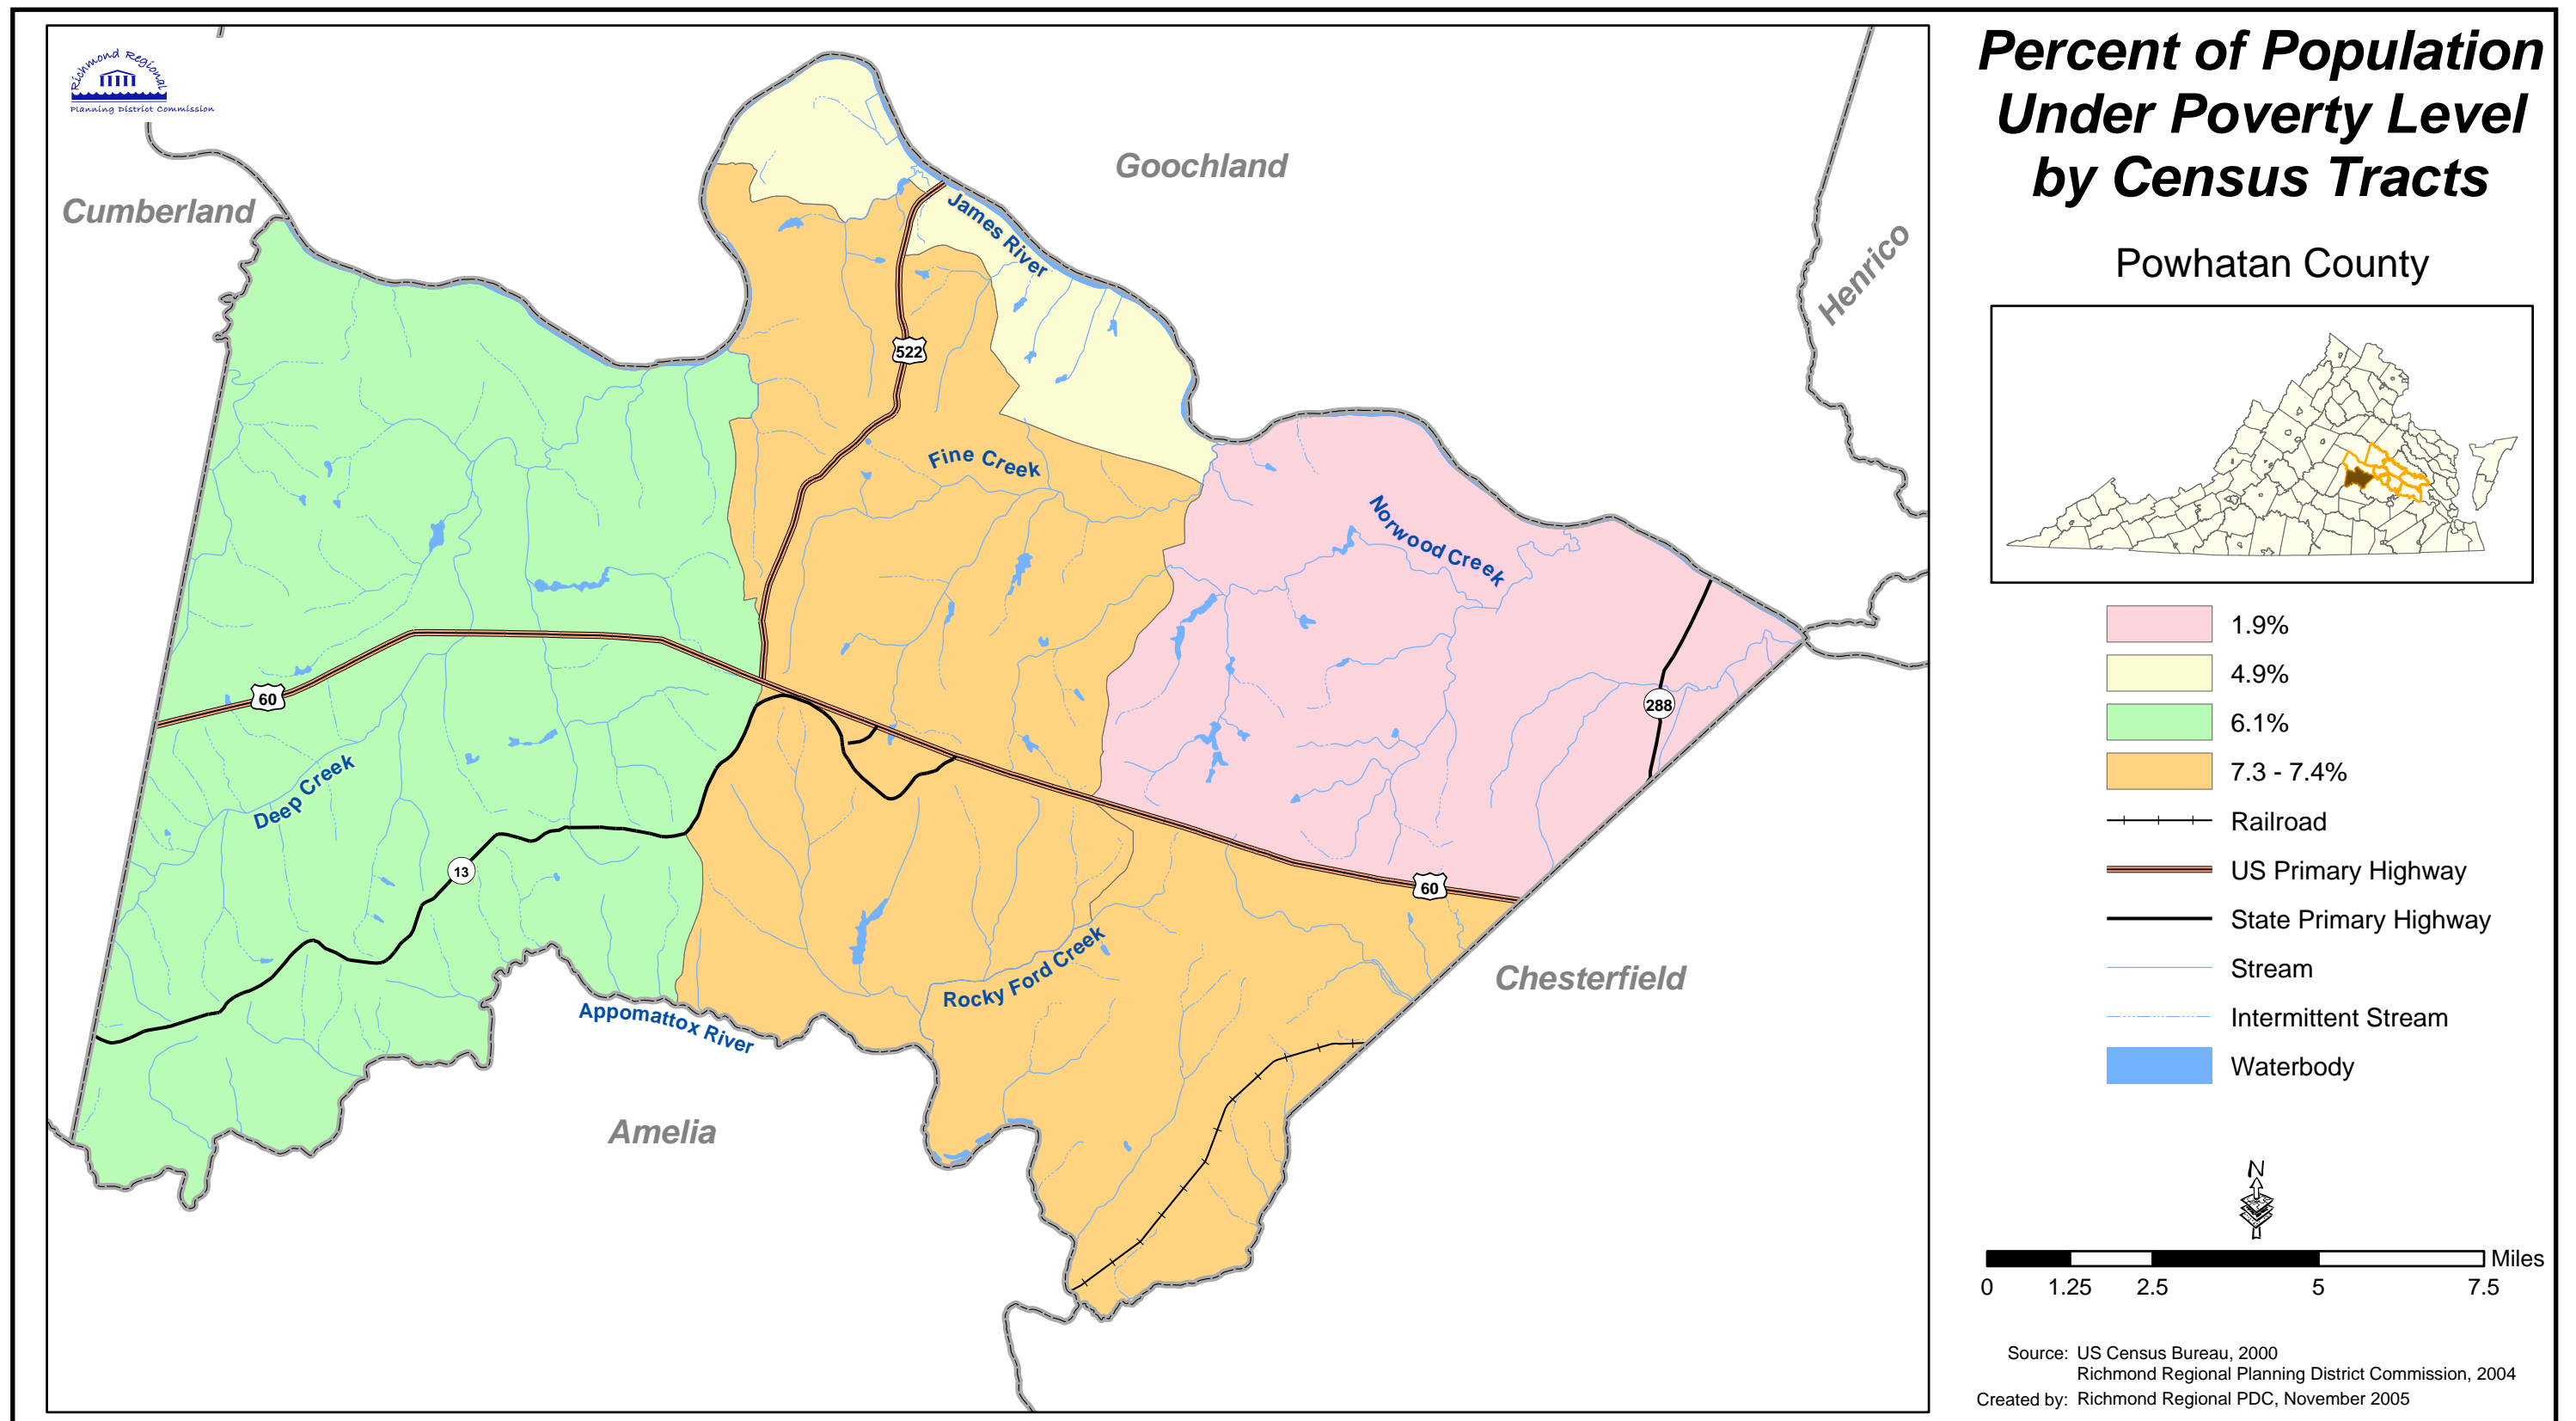 Richmond Regional
Planning District Commission
Percent of Population
Under Poverty Level
by Census Tracts
Powhatan County
Cumberland
Goochland
Henrico
Chesterfield
Amelia
James River
Fine Creek
Norwood Creek
Deep Creek
Rocky Ford Creek
Appomattox River
522
60
288
13
60
1.9%
4.9%
6.1%
7.3 - 7.4%
Railroad
US Primary Highway
State Primary Highway
Stream
Intermittent Stream
Waterbody
N
Miles
0 1.25 2.5 5 7.5
Source: US Census Bureau, 2000
Richmond Regional Planning District Commission, 2004
Created by: Richmond Regional PDC, November 2005